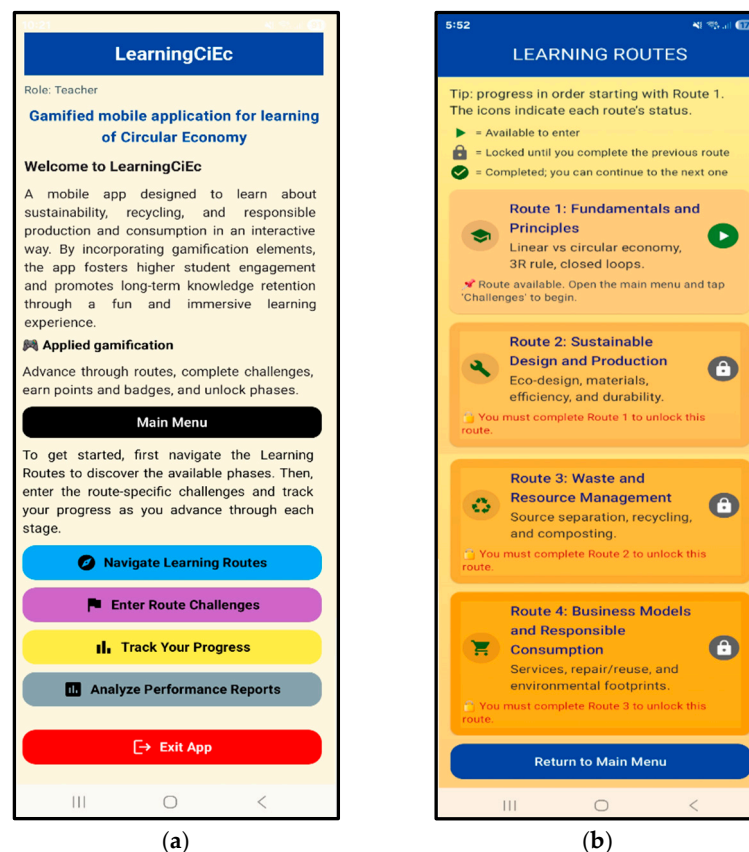 LearningCiEc
Role: Teacher
Gamified mobile application for learning
of Circular Economy
Welcome to LearningCiEc
A mobile app designed to learn about
sustainability, recycling, and responsible
production and consumption in an interactive
way. By incorporating gamification elements,
the app fosters higher student engagement
and promotes long-term knowledge retention
through a fun and immersive learning
experience.
Applied gamification
Advance through routes, complete challenges,
earn points and badges, and unlock phases.
Main Menu
To get started, first navigate the Learning
Routes to discover the available phases. Then,
enter the route-specific challenges and track
your progress as you advance through each
stage.
Navigate Learning Routes
Enter Route Challenges
Track Your Progress
Analyze Performance Reports
Exit App
(a)
5:52
LEARNING ROUTES
Tip: progress in order starting with Route 1.
The icons indicate each route's status.
= Available to enter
= Locked until you complete the previous route
= Completed; you can continue to the next one
Route 1: Fundamentals and
Principles
Linear vs circular economy,
3R rule, closed loops.
Route available. Open the main menu and tap
'Challenges' to begin.
Route 2: Sustainable
Design and Production
Eco-design, materials,
efficiency, and durability.
You must complete Route 1 to unlock this
route.
Route 3: Waste and
Resource Management
Source separation, recycling,
and composting.
You must complete Route 2 to unlock this
route.
Route 4: Business Models
and Responsible
Consumption
Services, repair/reuse, and
environmental footprints.
You must complete Route 3 to unlock this
route.
Return to Main Menu
(b)